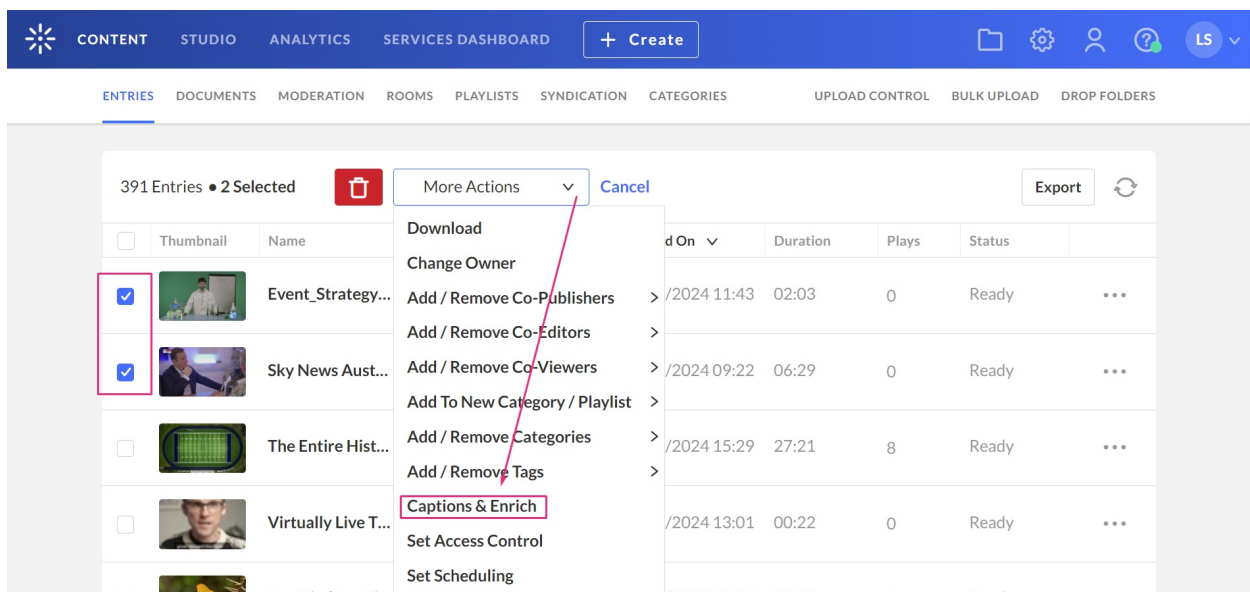 CONTENT STUDIO ANALYTICS SERVICES DASHBOARD + Create LS
ENTRIES DOCUMENTS MODERATION ROOMS PLAYLISTS SYNDICATION CATEGORIES UPLOAD CONTROL BULK UPLOAD DROP FOLDERS
391 Entries • 2 Selected More Actions Cancel Export
Thumbnail Name d On Duration Plays Status
Download
Change Owner
Event_Strategy... Add / Remove Co-Publishers /2024 11:43 02:03 0 Ready
Add / Remove Co-Editors
Sky News Aust... Add / Remove Co-Viewers /2024 09:22 06:29 0 Ready
Add To New Category / Playlist
The Entire Hist... Add / Remove Categories /2024 15:29 27:21 8 Ready
Add / Remove Tags
Captions & Enrich
Virtually Live T... /2024 13:01 00:22 0 Ready
Set Access Control
Set Scheduling